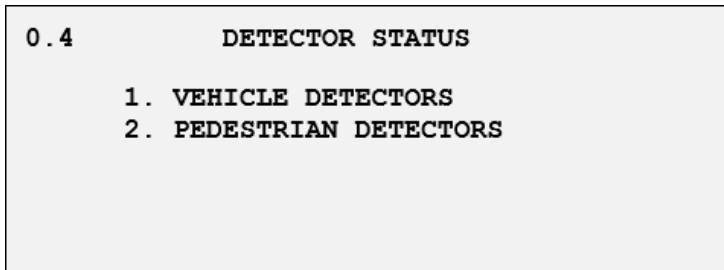 0.4 DETECTOR STATUS
1. VEHICLE DETECTORS
2. PEDESTRIAN DETECTORS